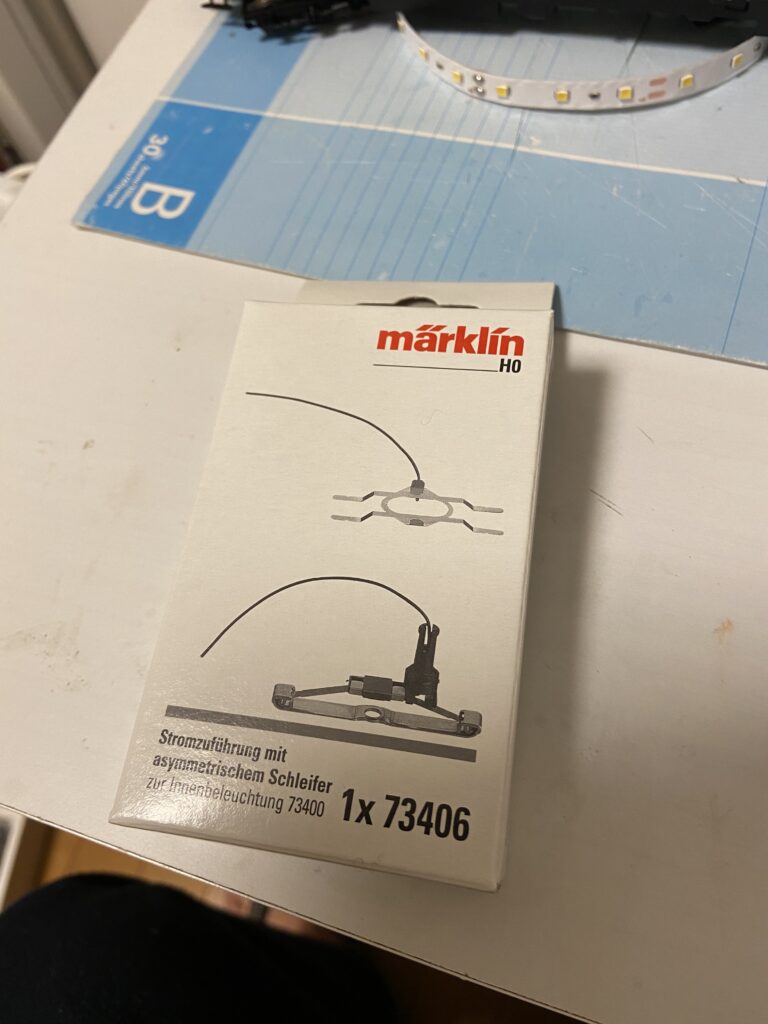 B
30
märklin
H0
Stromzuführung mit
asymmetrischem Schleifer
zur Innenbeleuchtung 73400
1x 73406